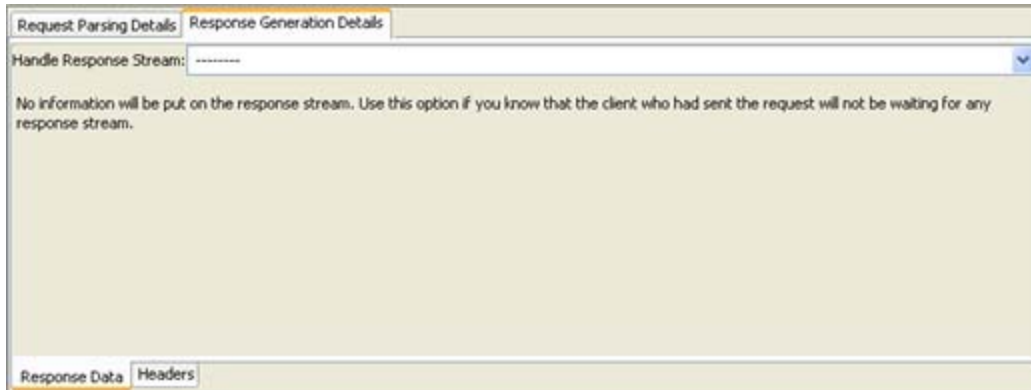 Request Parsing Details Response Generation Details
Handle Response Stream: --------
No information will be put on the response stream. Use this option if you know that the client who had sent the request will not be waiting for any
response stream.
Response Data Headers